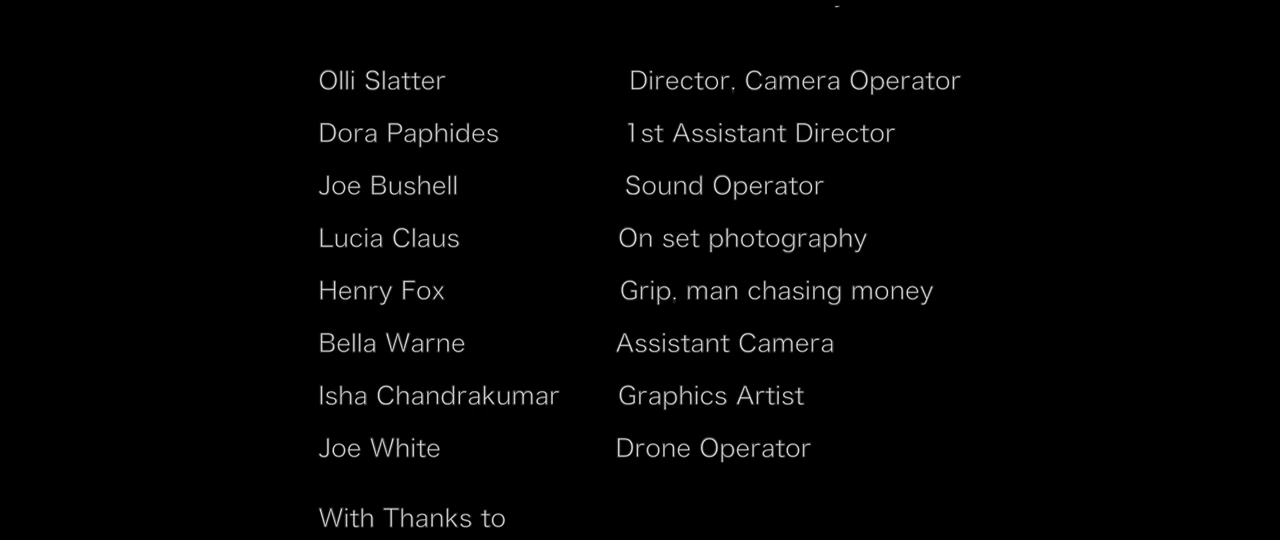 Olli Slatter Director, Camera Operator
Dora Paphides 1st Assistant Director
Joe Bushell Sound Operator
Lucia Claus On set photography
Henry Fox Grip, man chasing money
Bella Warne Assistant Camera
Isha Chandrakumar Graphics Artist
Joe White Drone Operator
With Thanks to